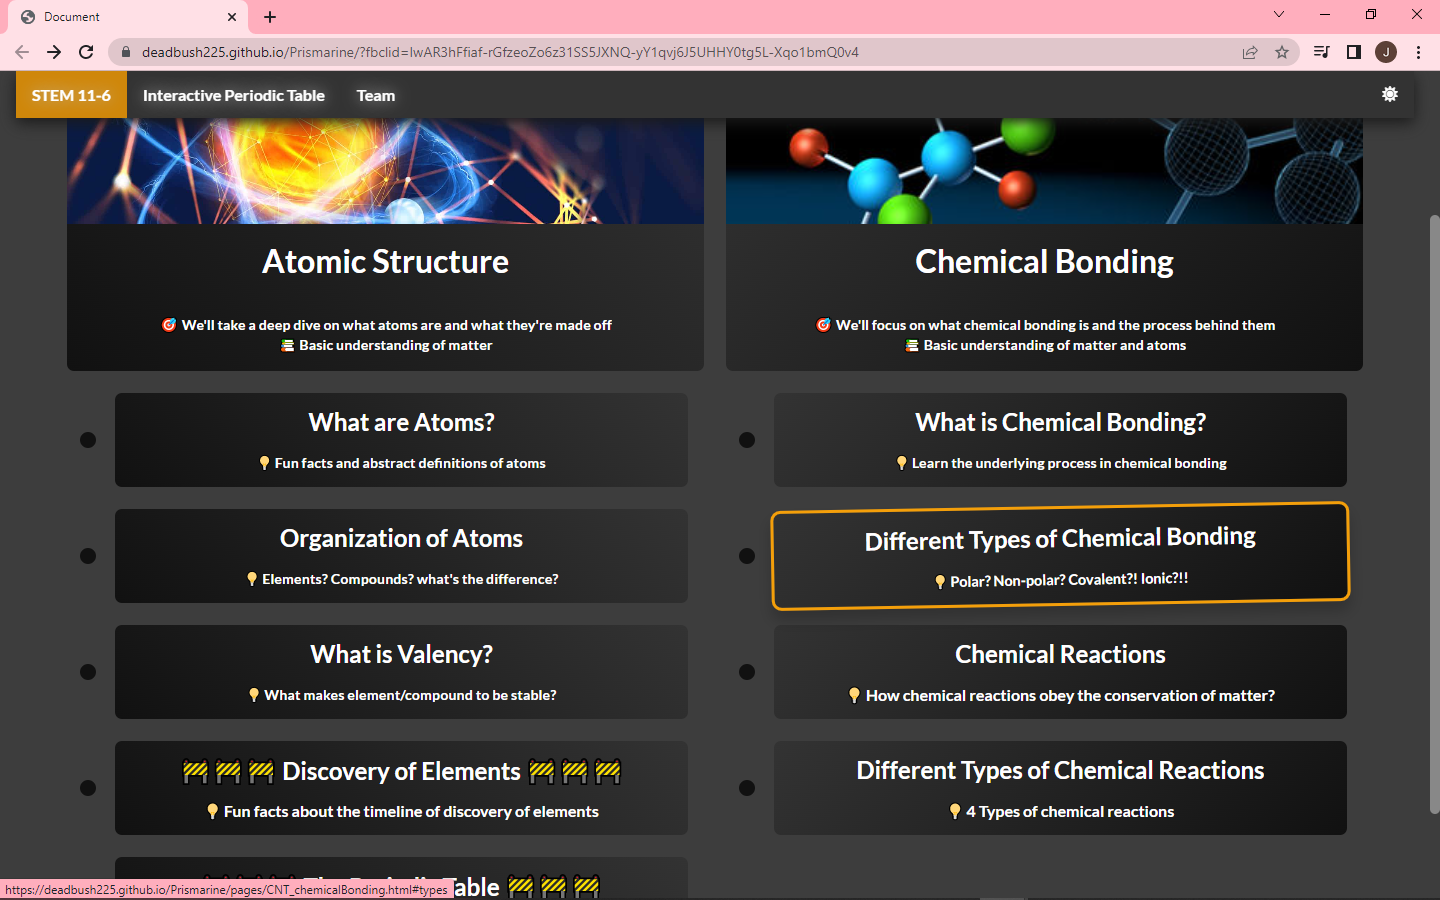 Document
deadbush225.github.io/Prismarine/?fbclid=IwAR3hFfiaf-rGfzeoZo6z31SS5JXNQ-yY1qvj6J5UHHY0tg5L-Xqo1bmQ0v4
J
STEM 11-6
Interactive Periodic Table
Team
Atomic Structure
We'll take a deep dive on what atoms are and what they're made off
Basic understanding of matter
Chemical Bonding
We'll focus on what chemical bonding is and the process behind them
Basic understanding of matter and atoms
What are Atoms?
Fun facts and abstract definitions of atoms
What is Chemical Bonding?
Learn the underlying process in chemical bonding
Organization of Atoms
Elements? Compounds? what's the difference?
Different Types of Chemical Bonding
Polar? Non-polar? Covalent?! Ionic?!!
What is Valency?
What makes element/compound to be stable?
Chemical Reactions
How chemical reactions obey the conservation of matter?
Discovery of Elements
Fun facts about the timeline of discovery of elements
Different Types of Chemical Reactions
4 Types of chemical reactions
The Periodic Table
https://deadbush225.github.io/Prismarine/pages/CNT_chemicalBonding.html#types